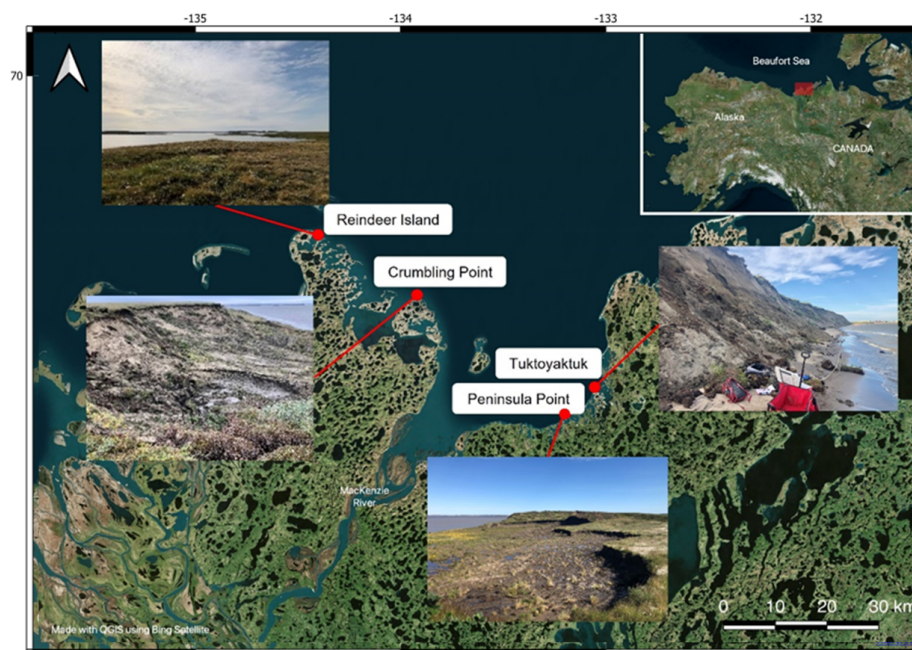 -135
-134
-133
-132
70
Beaufort Sea
Alaska
CANADA
Reindeer Island
Crumbling Point
Tuktoyaktuk
Peninsula Point
MacKenzie
River
0 10 20 30 km
Made with QGIS using Bing Satellite